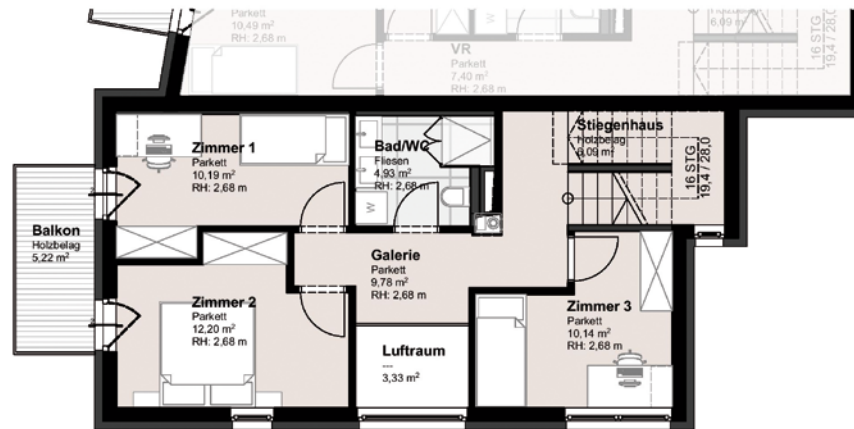 10,49 m²
RH: 2,68 m
W
VR
Parkett
7,40 m²
RH: 2,68 m
6,09 m²
16 STG
19,4 / 28,0
Zimmer 1
Parkett
10,19 m²
RH: 2,68 m
Bad/WC
Fliesen
4,93 m²
RH: 2,68 m
W
Stiegenhaus
Holzbelag
6,09 m²
16 STG
19,4 / 28,0
Balkon
Holzbelag
5,22 m²
Galerie
Parkett
9,78 m²
RH: 2,68 m
Zimmer 2
Parkett
12,20 m²
RH: 2,68 m
Luftraum
---
3,33 m²
Zimmer 3
Parkett
10,14 m²
RH: 2,68 m